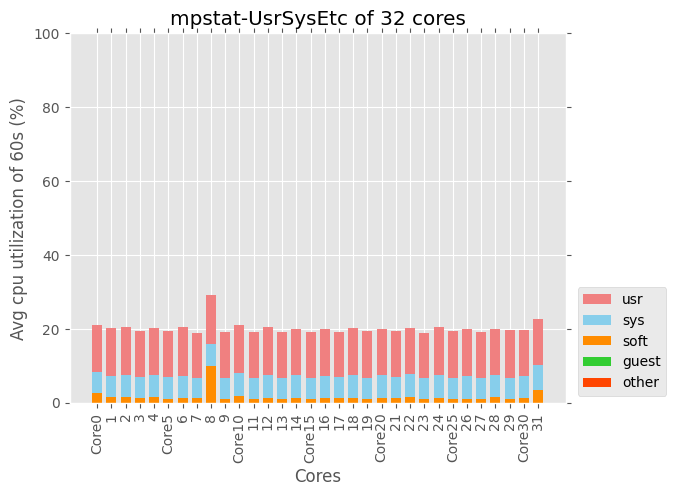 mpstat-UsrSysEtc of 32 cores
Avg cpu utilization of 60s (%)
100
80
60
40
20
0
Core0 1 2 3 4 Core5 6 7 8 9 Core10 11 12 13 14 Core15 16 17 18 19 Core20 21 22 23 24 Core25 26 27 28 29 Core30 31
Cores
usr
sys
soft
guest
other